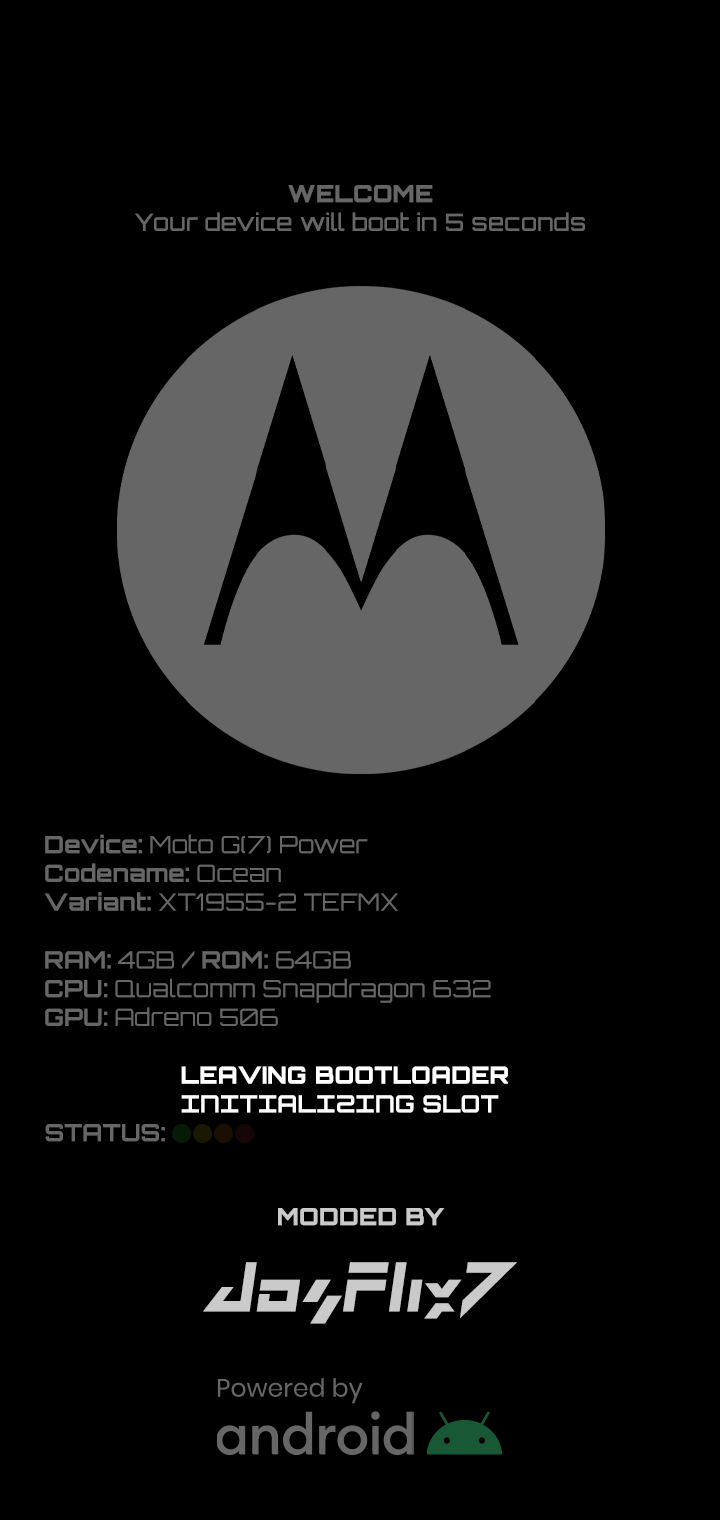 WELCOME
Your device will boot in 5 seconds
Device: Moto G(7) Power
Codename: Ocean
Variant: XT1955-2 TEFMX
RAM: 4GB / ROM: 64GB
CPU: Qualcomm Snapdragon 632
GPU: Adreno 506
LEAVING BOOTLOADER
INITIALIZING SLOT
STATUS:
MODDED BY
JayFlix7
Powered by
android